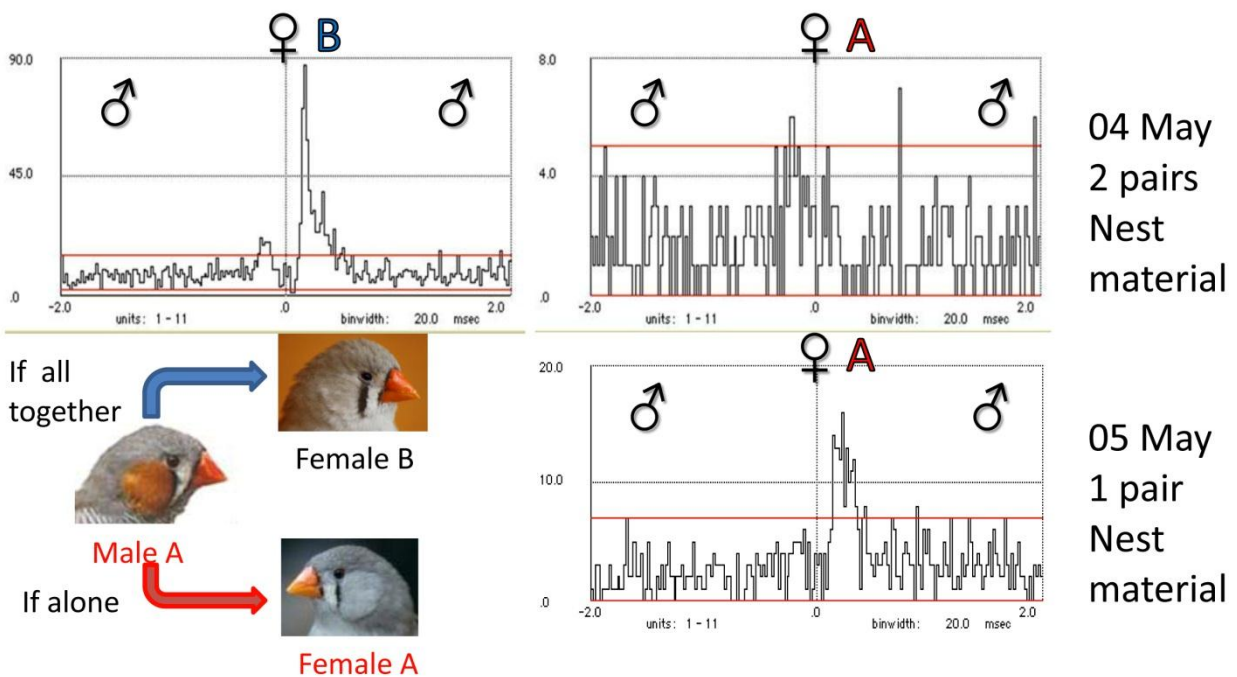 ♀ B
90.0
45.0
.0
♂ ♂
-2.0 .0 2.0
units: 1 - 11 binwidth: 20.0 msec
♀ A
8.0
4.0
.0
♂ ♂
-2.0 .0 2.0
units: 1 - 11 binwidth: 20.0 msec
04 May
2 pairs
Nest
material
If all
together
Female B
Male A
If alone
Female A
♀ A
20.0
10.0
.0
♂ ♂
-2.0 .0 2.0
units: 1 - 11 binwidth: 20.0 msec
05 May
1 pair
Nest
material